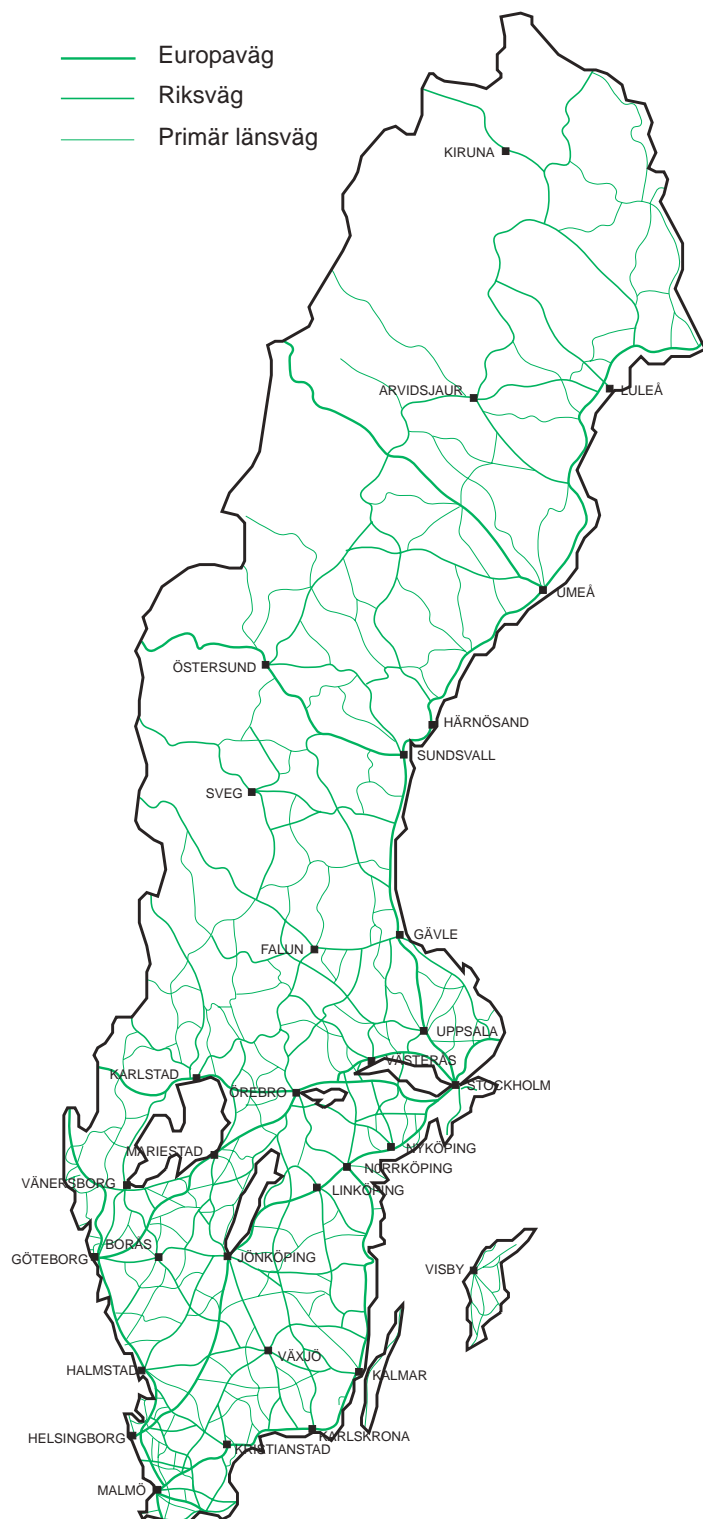 Europaväg
Riksväg
Primär länsväg
KIRUNA
ARVIDSJAUR
LULEÅ
UMEÅ
ÖSTERSUND
HÄRNÖSAND
SUNDSVALL
SVEG
GÄVLE
FALUN
UPPSALA
VÄSTERÅS
KARLSTAD
STOCKHOLM
ÖREBRO
NYKÖPING
MARIESTAD
NORRKÖPING
VÄNERSBORG
LINKÖPING
BORÅS
GÖTEBORG
JÖNKÖPING
VISBY
VÄXJÖ
HALMSTAD
KALMAR
KARLSKRONA
HELSINGBORG
KRISTIANSTAD
MALMÖ